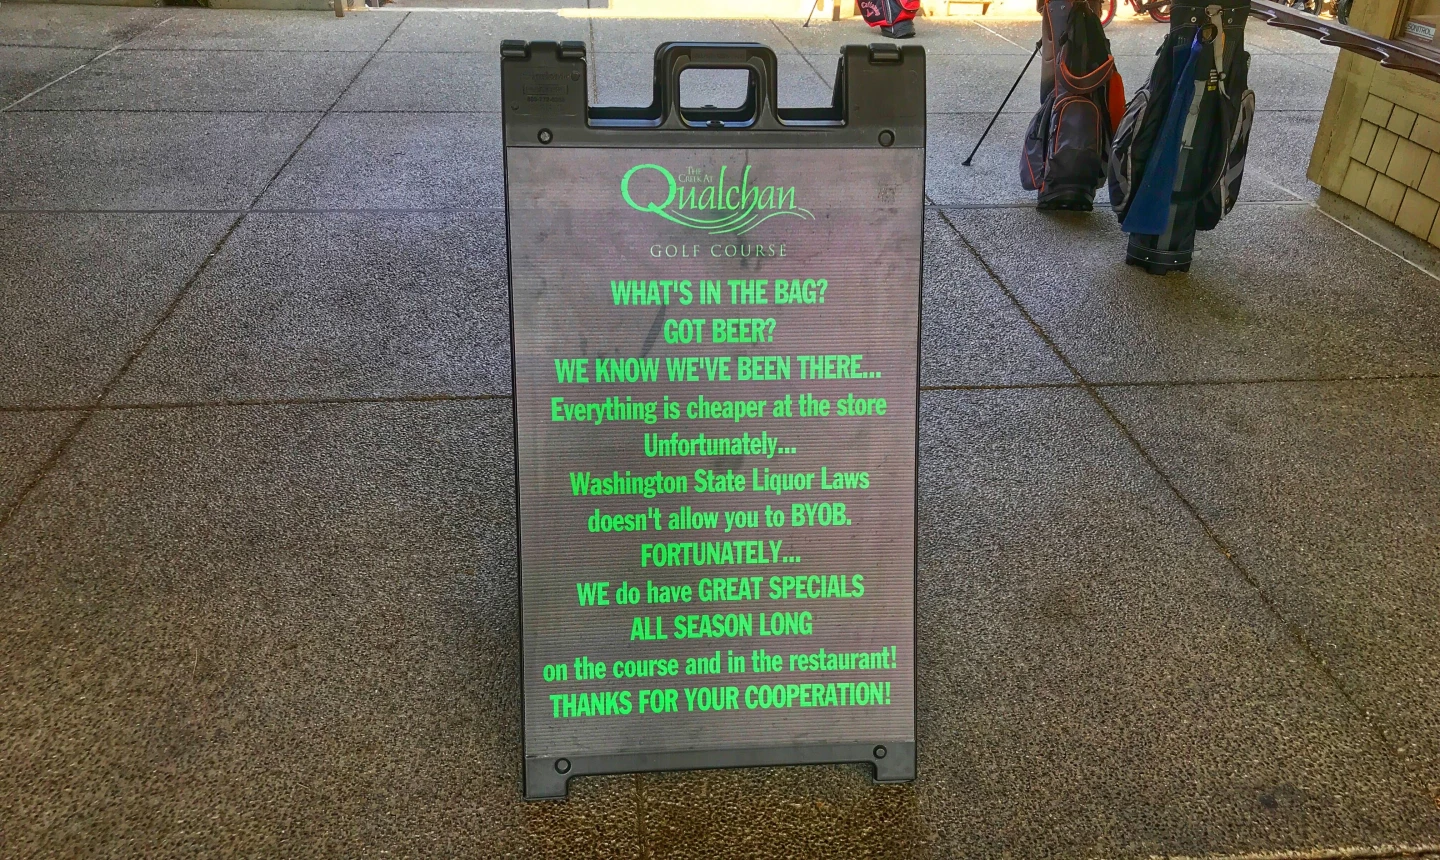 THE
CREEK AT
Qualchan
GOLF COURSE
WHAT'S IN THE BAG?
GOT BEER?
WE KNOW WE'VE BEEN THERE...
Everything is cheaper at the store
Unfortunately...
Washington State Liquor Laws
doesn't allow you to BYOB.
FORTUNATELY...
WE do have GREAT SPECIALS
ALL SEASON LONG
on the course and in the restaurant!
THANKS FOR YOUR COOPERATION!